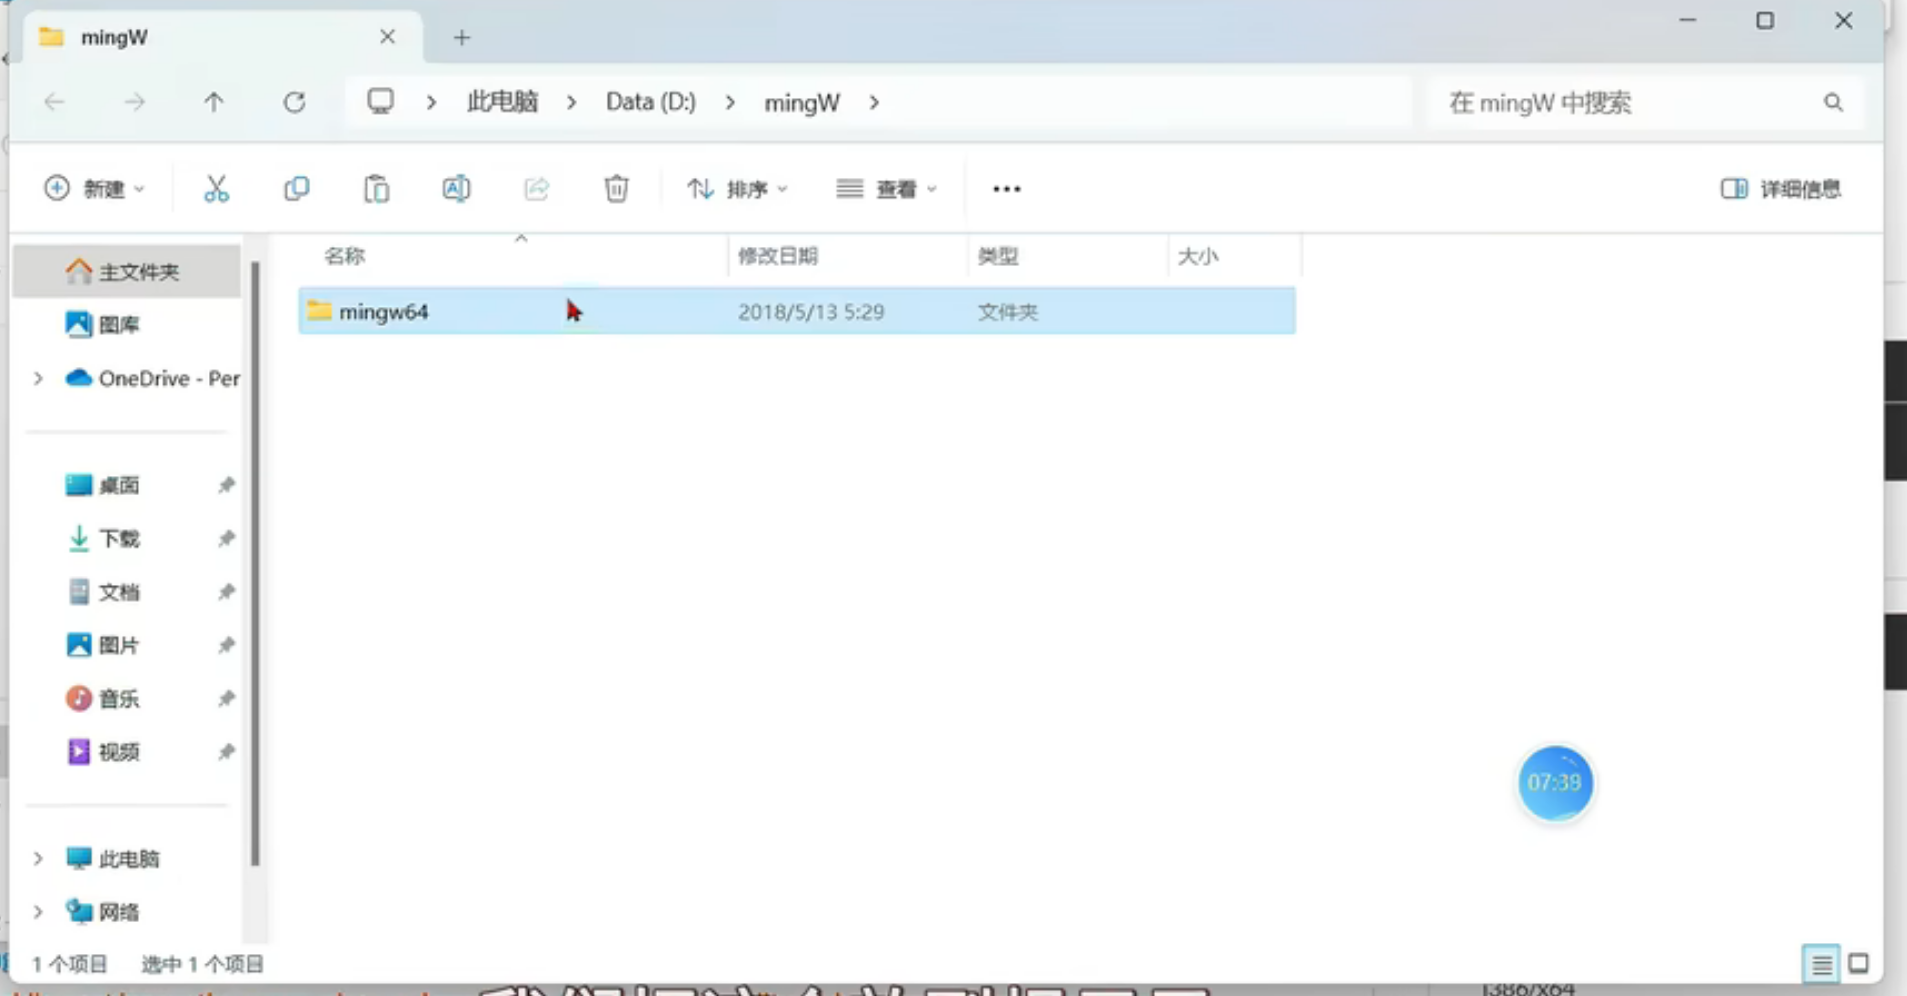 mingW
此电脑 Data (D:) mingW
在 mingW 中搜索
新建 排序 查看 详细信息
名称 修改日期 类型 大小
mingw64 2018/5/13 5:29 文件夹
主文件夹
图库
OneDrive - Per
桌面
下载
文档
图片
音乐
视频
此电脑
网络
07:38
1 个项目 选中 1 个项目
i386/x64